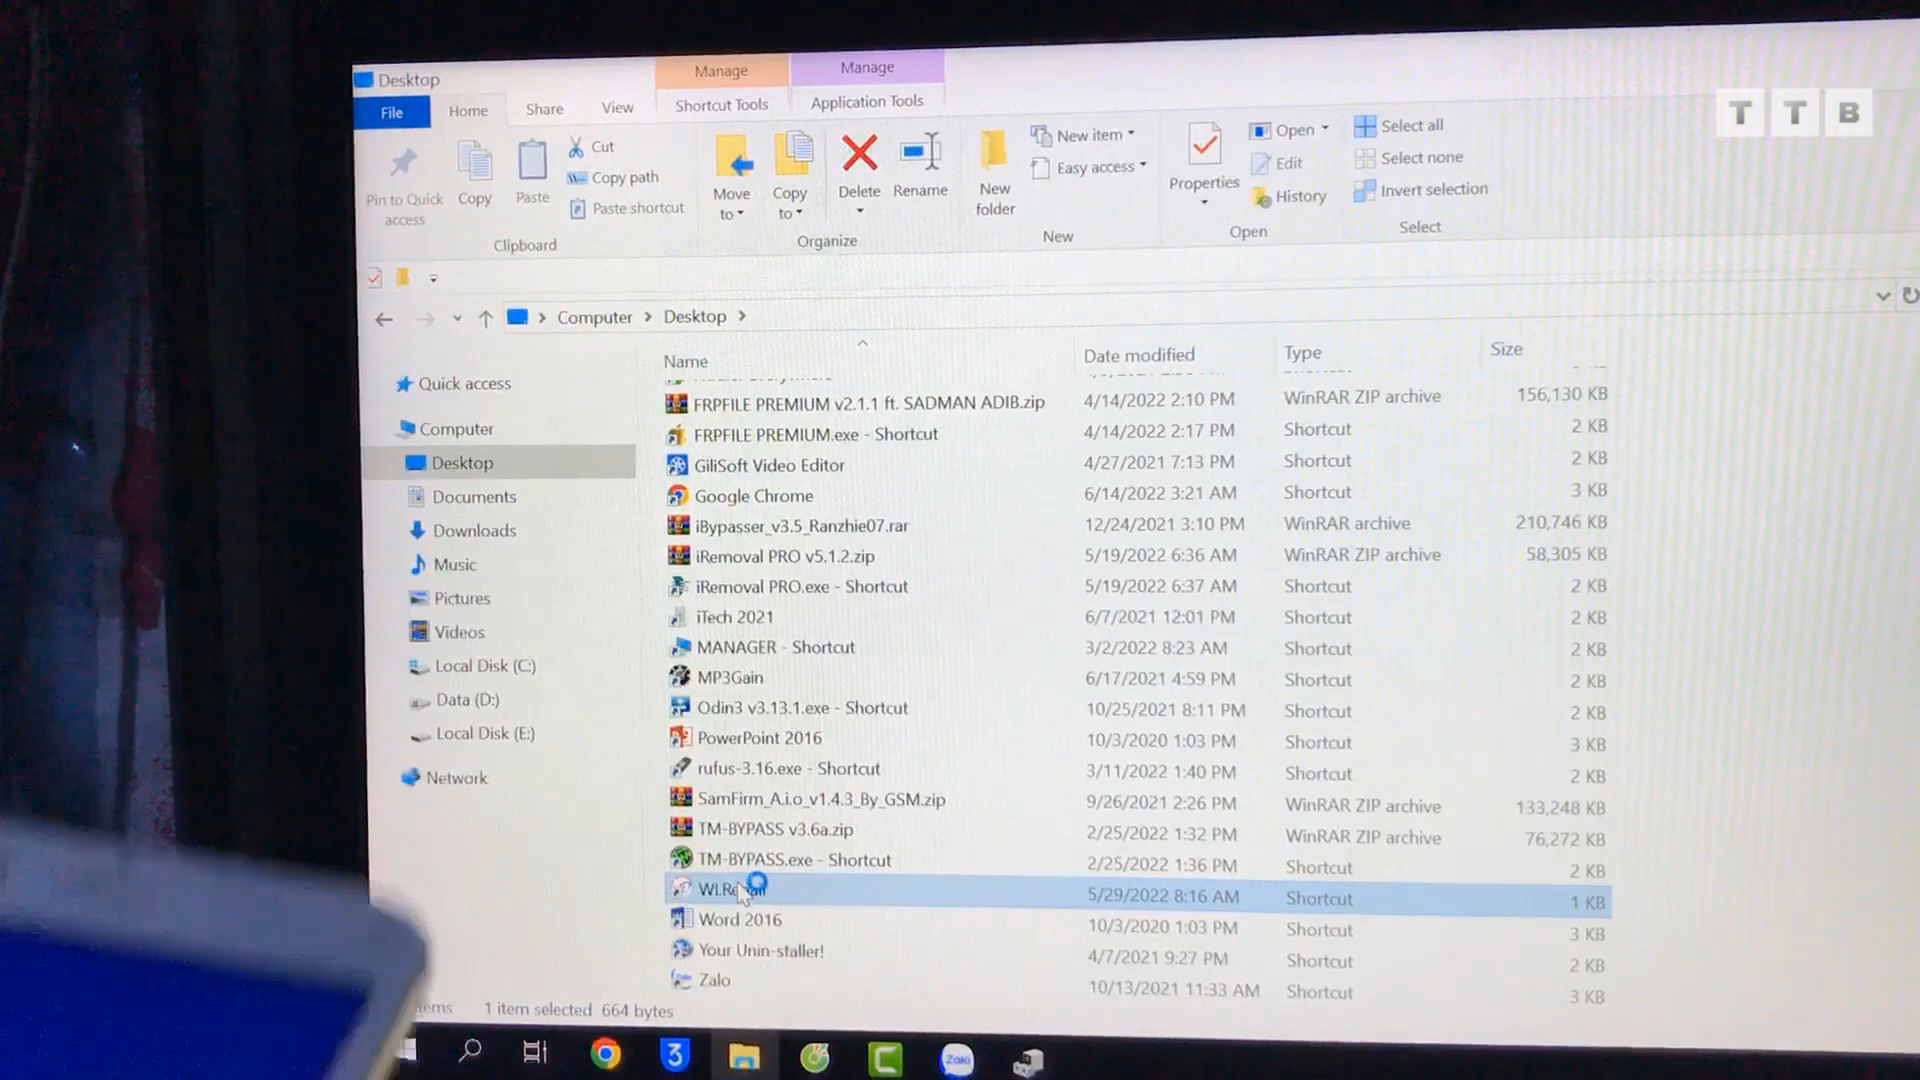 Desktop
Manage
Manage
File
Home
Share
View
Shortcut Tools
Application Tools
TTB
Pin to Quick access
Copy
Paste
Cut
Copy path
Paste shortcut
Clipboard
Move to
Copy to
Delete
Rename
Organize
New folder
New item
Easy access
New
Properties
Open
Edit
History
Open
Select all
Select none
Invert selection
Select
Computer > Desktop >
Quick access
Computer
Desktop
Documents
Downloads
Music
Pictures
Videos
Local Disk (C:)
Data (D:)
Local Disk (E:)
Network
Name Date modified Type Size
FRPFILE PREMIUM v2.1.1 ft. SADMAN ADIB.zip 4/14/2022 2:10 PM WinRAR ZIP archive 156,130 KB
FRPFILE PREMIUM.exe - Shortcut 4/14/2022 2:17 PM Shortcut 2 KB
GiliSoft Video Editor 4/27/2021 7:13 PM Shortcut 2 KB
Google Chrome 6/14/2022 3:21 AM Shortcut 3 KB
iBypasser_v3.5_Ranzhie07.rar 12/24/2021 3:10 PM WinRAR archive 210,746 KB
iRemoval PRO v5.1.2.zip 5/19/2022 6:36 AM WinRAR ZIP archive 58,305 KB
iRemoval PRO.exe - Shortcut 5/19/2022 6:37 AM Shortcut 2 KB
iTech 2021 6/7/2021 12:01 PM Shortcut 2 KB
MANAGER - Shortcut 3/2/2022 8:23 AM Shortcut 2 KB
MP3Gain 6/17/2021 4:59 PM Shortcut 2 KB
Odin3 v3.13.1.exe - Shortcut 10/25/2021 8:11 PM Shortcut 2 KB
PowerPoint 2016 10/3/2020 1:03 PM Shortcut 3 KB
rufus-3.16.exe - Shortcut 3/11/2022 1:40 PM Shortcut 2 KB
SamFirm_A.i.o_v1.4.3_By_GSM.zip 9/26/2021 2:26 PM WinRAR ZIP archive 133,248 KB
TM-BYPASS v3.6a.zip 2/25/2022 1:32 PM WinRAR ZIP archive 76,272 KB
TM-BYPASS.exe - Shortcut 2/25/2022 1:36 PM Shortcut 2 KB
5/29/2022 8:16 AM Shortcut 1 KB
Word 2016 10/3/2020 1:03 PM Shortcut 3 KB
Your Unin-staller! 4/7/2021 9:27 PM Shortcut 2 KB
Zalo 10/13/2021 11:33 AM Shortcut 3 KB
1 item selected 664 bytes
3
C
Zalo